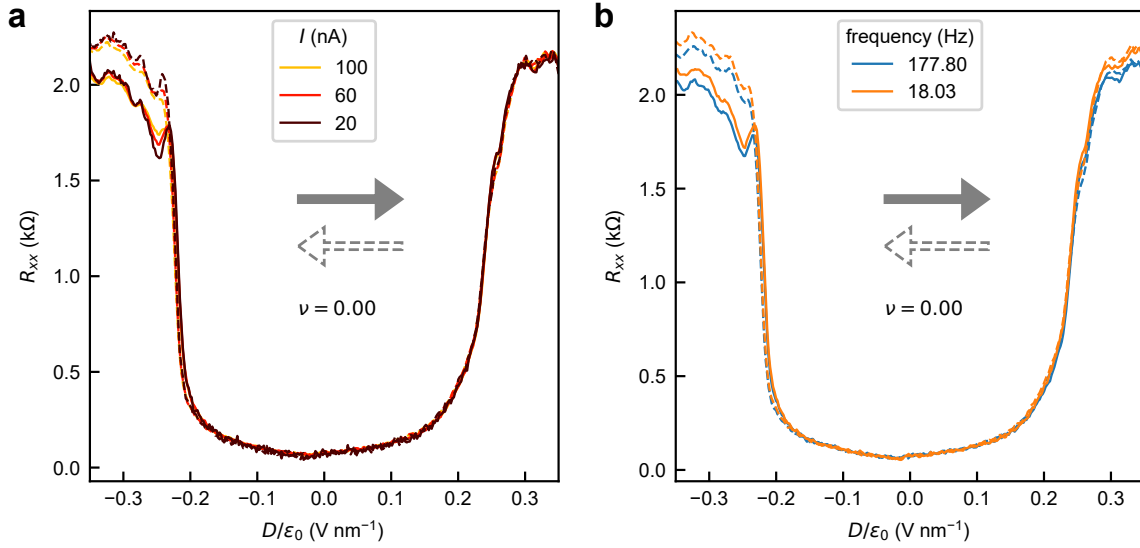 a
I (nA)
100
60
20
ν = 0.00
R_xx (kΩ)
2.0
1.5
1.0
0.5
0.0
−0.3 −0.2 −0.1 0.0 0.1 0.2 0.3
D/ε₀ (V nm⁻¹)
b
frequency (Hz)
177.80
18.03
ν = 0.00
R_xx (kΩ)
2.0
1.5
1.0
0.5
0.0
−0.3 −0.2 −0.1 0.0 0.1 0.2 0.3
D/ε₀ (V nm⁻¹)